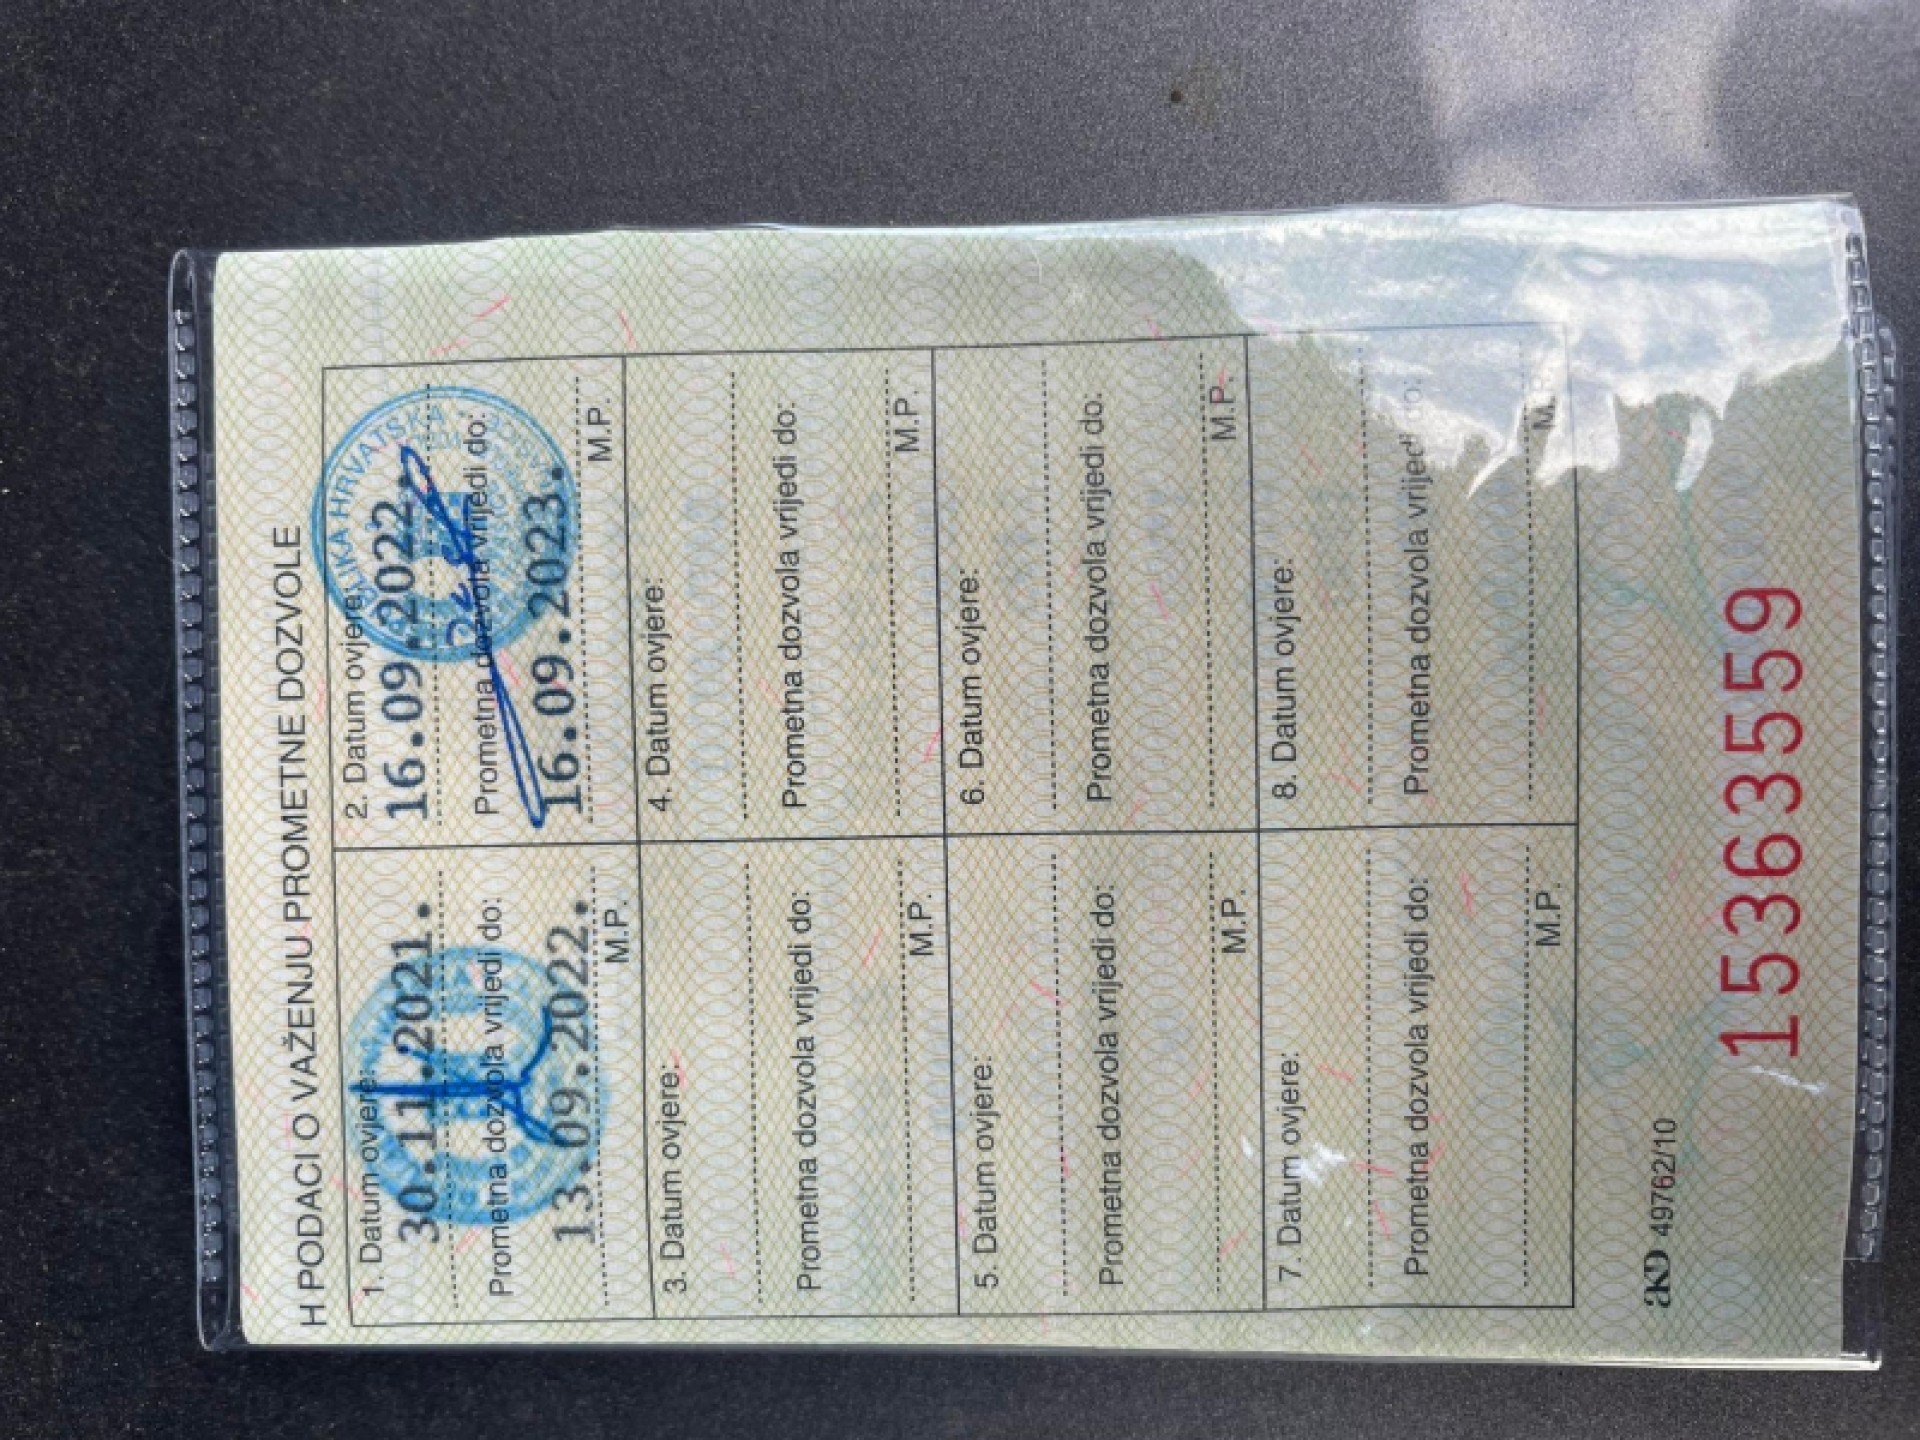 H PODACI O VAŽENJU PROMETNE DOZVOLE
1. Datum ovjere:
30.11.2021.
Prometna dozvola vrijedi do:
13.09.2022.
M.P.
2. Datum ovjere:
16.09.2022.
Prometna dozvola vrijedi do:
16.09.2023.
M.P.
HRVATSKA
3. Datum ovjere:
Prometna dozvola vrijedi do:
M.P.
4. Datum ovjere:
Prometna dozvola vrijedi do:
M.P.
5. Datum ovjere:
Prometna dozvola vrijedi do:
M.P.
6. Datum ovjere:
Prometna dozvola vrijedi do:
M.P.
7. Datum ovjere:
Prometna dozvola vrijedi do:
M.P.
8. Datum ovjere:
Prometna dozvola vrijedi do:
M.P.
AKD 49762/10
15363559